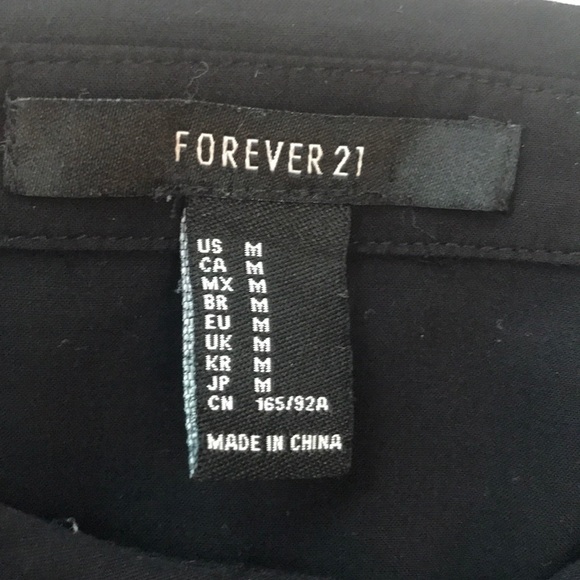 FOREVER 21
US M
CA M
MX M
BR M
EU M
UK M
KR M
JP M
CN 165/92A
MADE IN CHINA